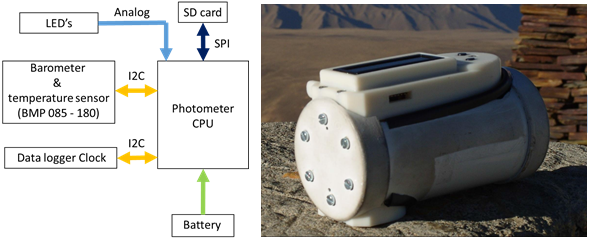 Analog
SD card
LED's
SPI
Barometer
&
temperature sensor
(BMP 085 - 180)
I2C
Photometer
CPU
I2C
Data logger Clock
Battery